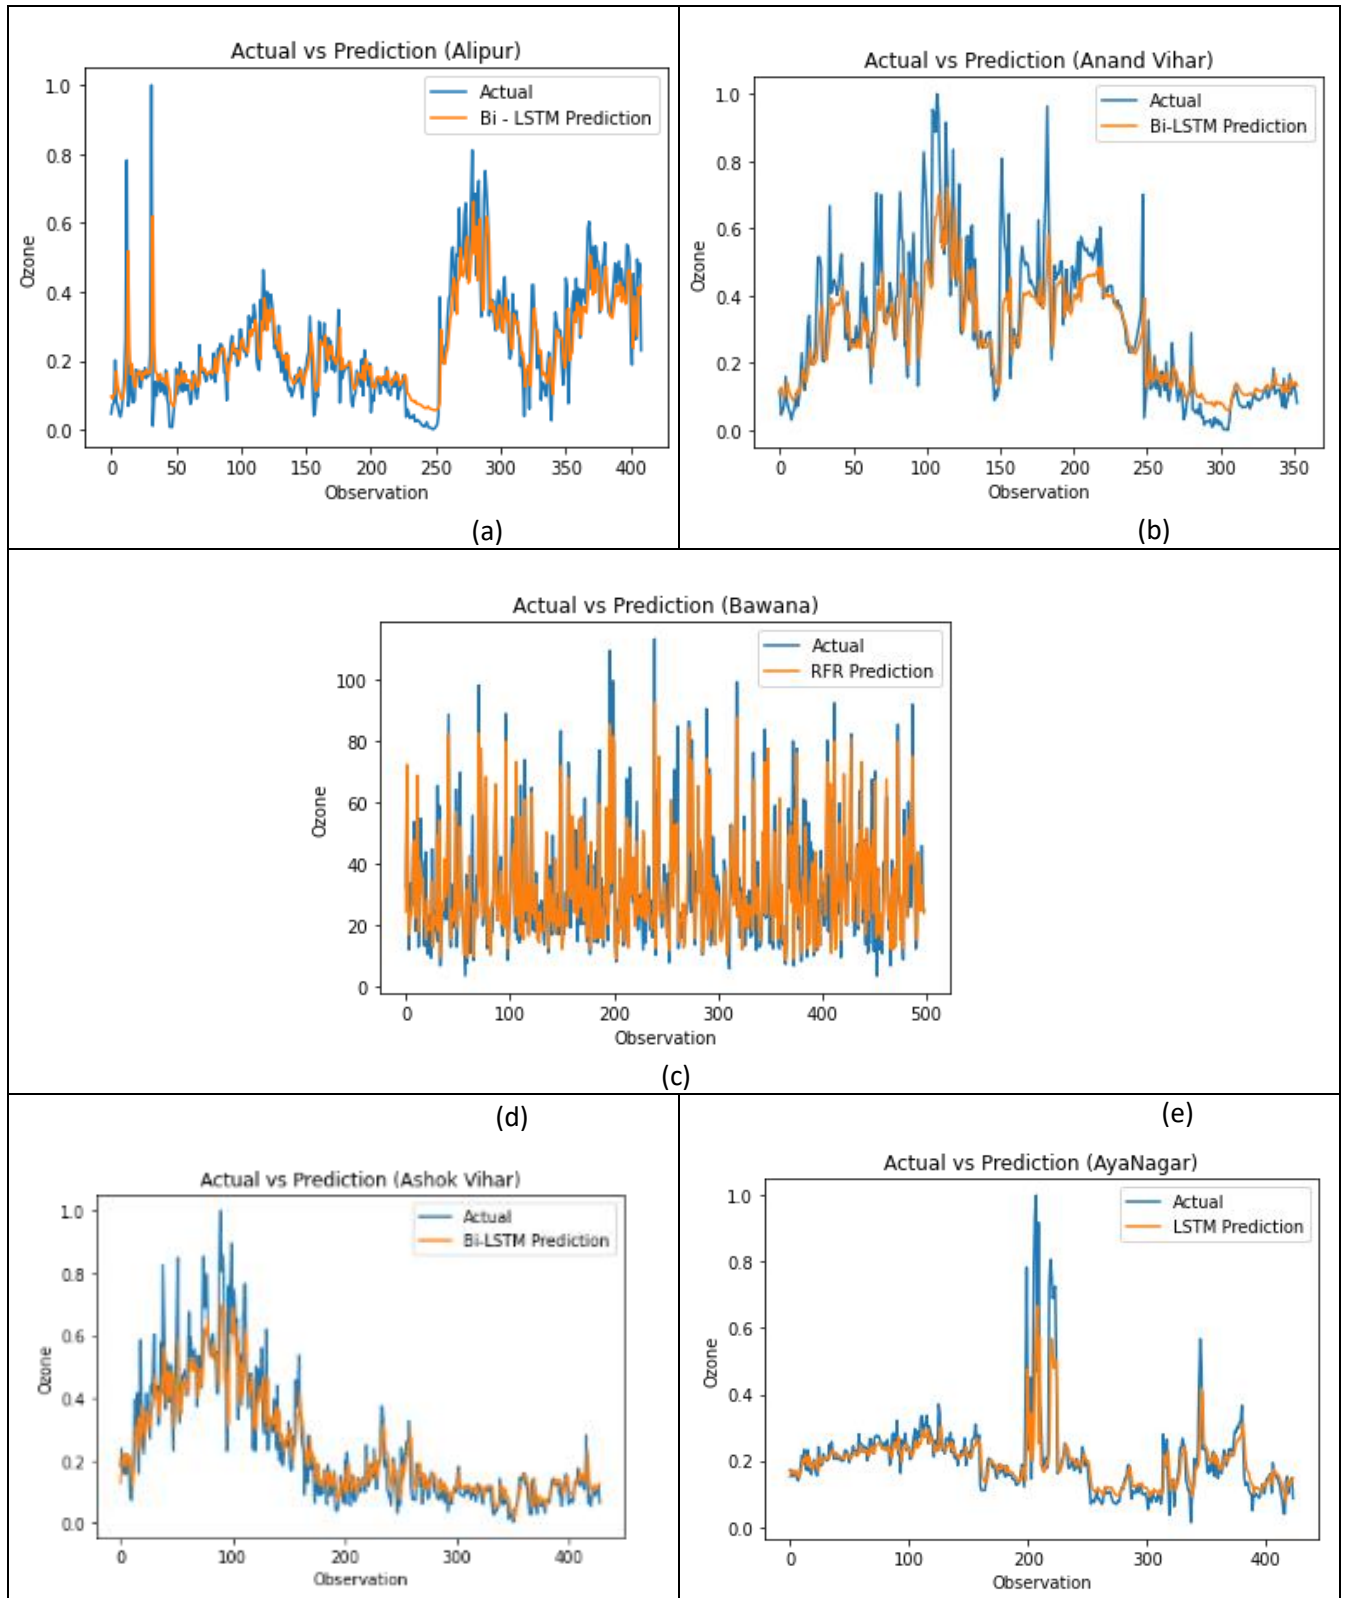 Actual vs Prediction (Alipur)
Actual
Bi - LSTM Prediction
1.0
0.8
0.6
0.4
0.2
0.0
Ozone
0 50 100 150 200 250 300 350 400
Observation
(a)
Actual vs Prediction (Anand Vihar)
Actual
Bi-LSTM Prediction
1.0
0.8
0.6
0.4
0.2
0.0
Ozone
0 50 100 150 200 250 300 350
Observation
(b)
Actual vs Prediction (Bawana)
Actual
RFR Prediction
100
80
60
40
20
0
Ozone
0 100 200 300 400 500
Observation
(c)
(d)
Actual vs Prediction (Ashok Vihar)
Actual
Bi-LSTM Prediction
1.0
0.8
0.6
0.4
0.2
0.0
Ozone
0 100 200 300 400
Observation
(e)
Actual vs Prediction (AyaNagar)
Actual
LSTM Prediction
1.0
0.8
0.6
0.4
0.2
0.0
Ozone
0 100 200 300 400
Observation